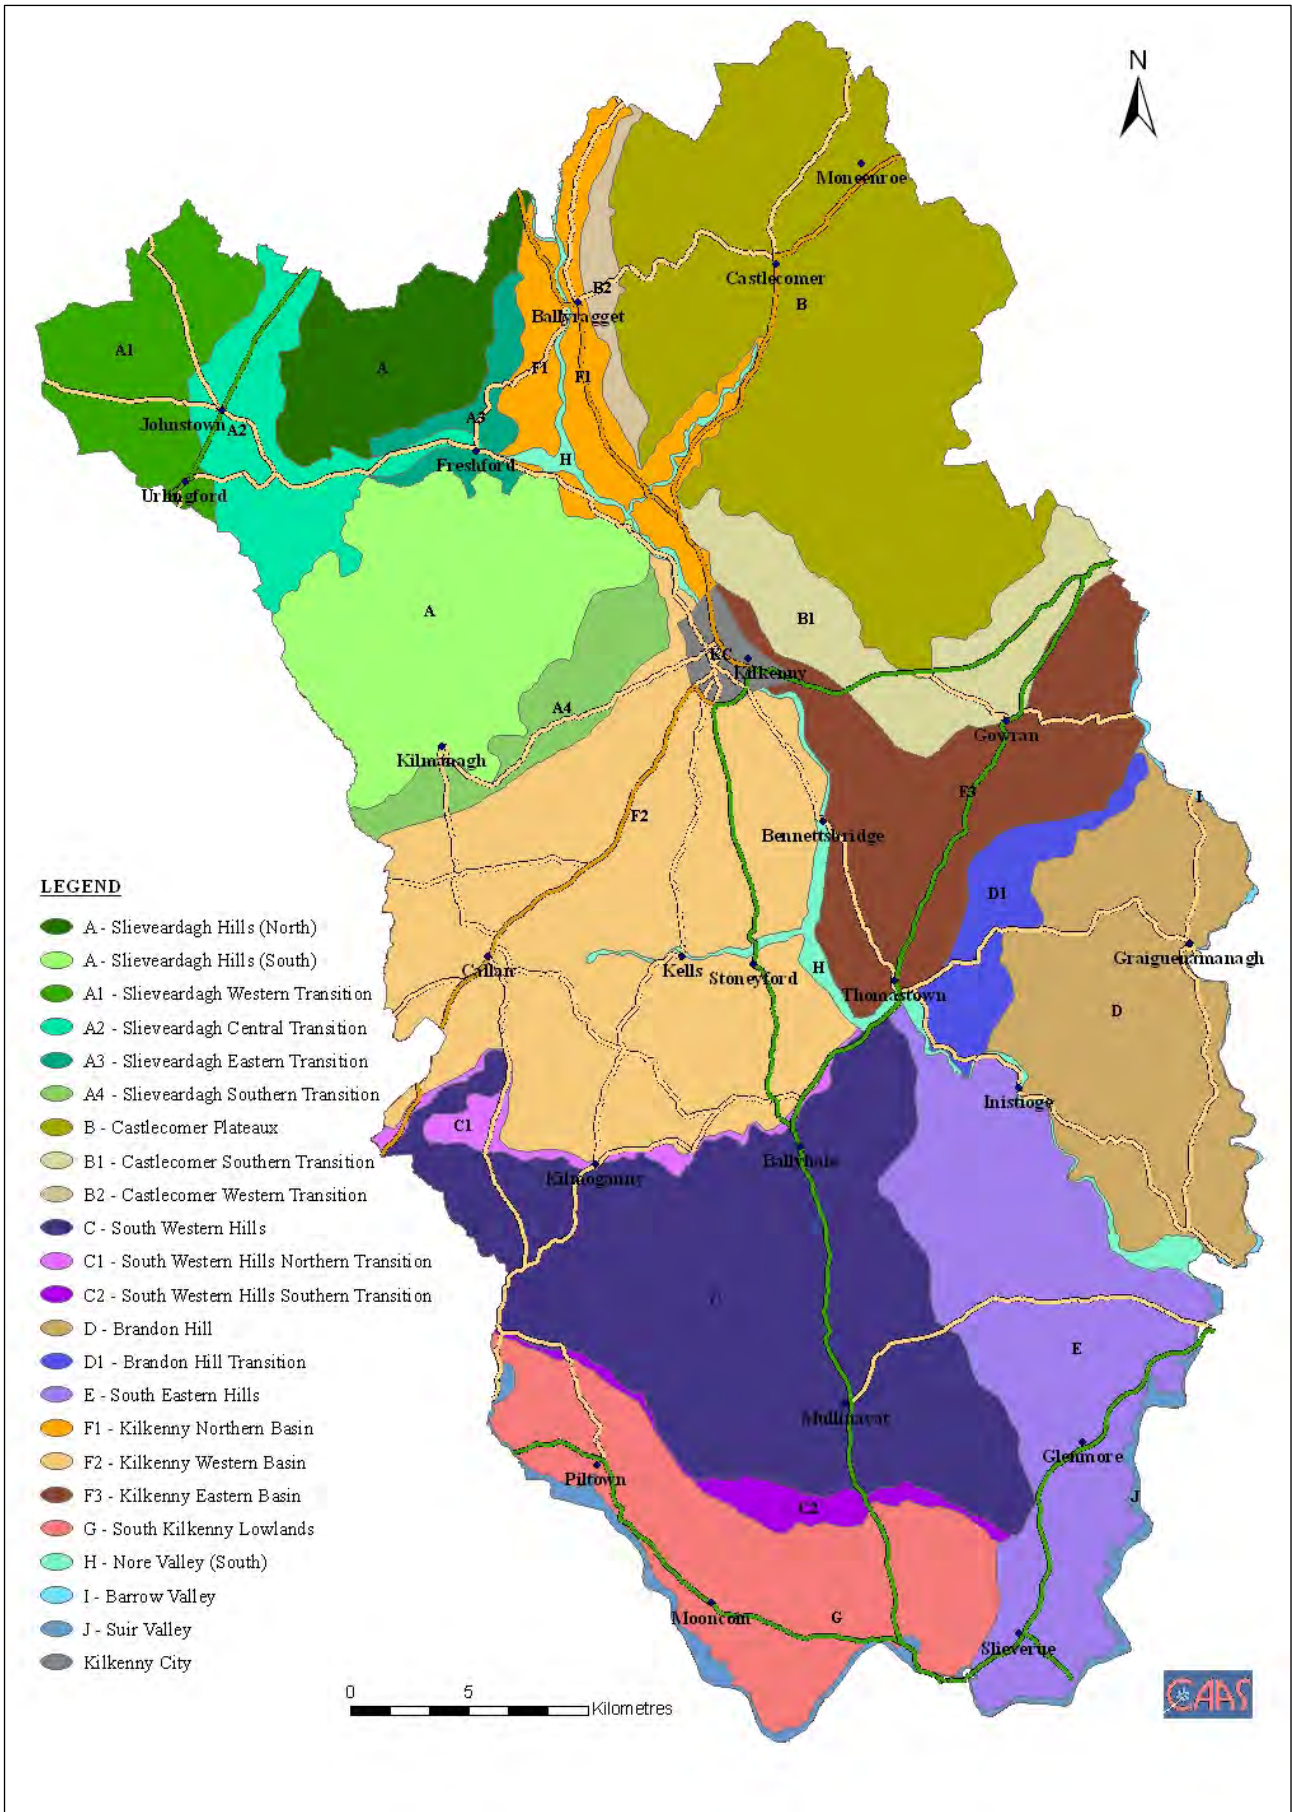 N
Moneenroe
Castlecomer
B2
B
Ballyragget
A1
A
F1
F1
A3
Johnstown
A2
Freshford
H
Urlingford
A
B1
KC
Kilkenny
A4
Gowran
Kilmanagh
F3
I
F2
Bennettsbridge
LEGEND
D1
A - Slieveardagh Hills (North)
A - Slieveardagh Hills (South)
A1 - Slieveardagh Western Transition
A2 - Slieveardagh Central Transition
A3 - Slieveardagh Eastern Transition
A4 - Slieveardagh Southern Transition
B - Castlecomer Plateaux
B1 - Castlecomer Southern Transition
B2 - Castlecomer Western Transition
C - South Western Hills
C1 - South Western Hills Northern Transition
C2 - South Western Hills Southern Transition
D - Brandon Hill
D1 - Brandon Hill Transition
E - South Eastern Hills
F1 - Kilkenny Northern Basin
F2 - Kilkenny Western Basin
F3 - Kilkenny Eastern Basin
G - South Kilkenny Lowlands
H - Nore Valley (South)
I - Barrow Valley
J - Suir Valley
Kilkenny City
Callan
Kells
Stoneyford
H
Graiguenamanagh
Thomastown
D
Inistioge
C1
Ballyhale
Kilmoganny
C
E
Mullinavat
Glenmore
Piltown
J
C2
Mooncoin
G
Slieverue
0 5
Kilometres
CAAS